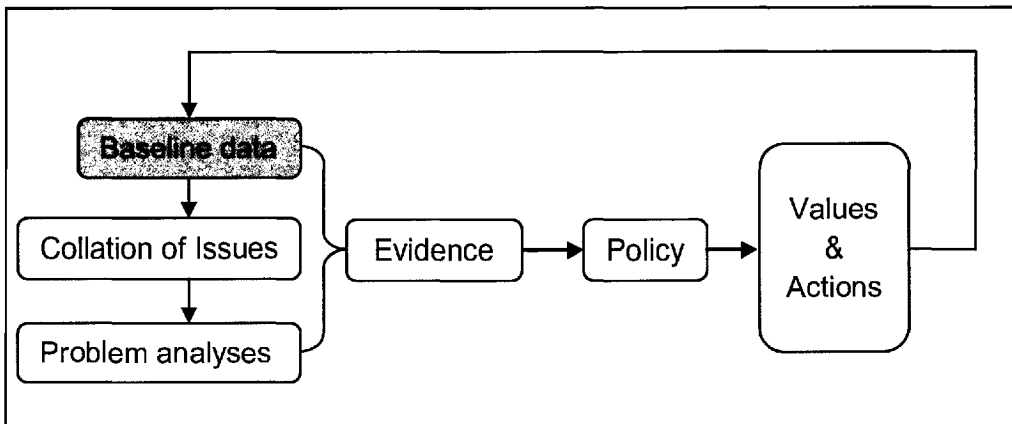 Baseline data
Collation of Issues
Problem analyses
Evidence
Policy
Values
&
Actions